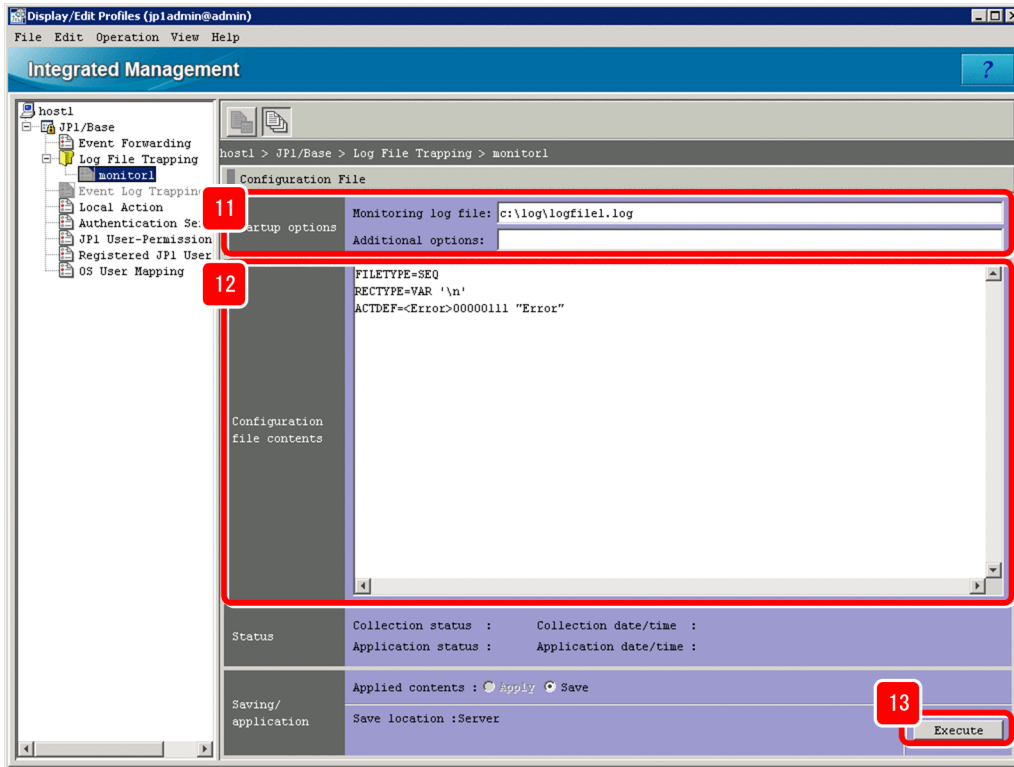 Display/Edit Profiles (jp1admin@admin)
File Edit Operation View Help
Integrated Management
?
host1
JP1/Base
Event Forwarding
Log File Trapping
monitor1
Event Log Trapping
Local Action
Authentication Se
JP1 User-Permission
Registered JP1 User
OS User Mapping
host1 > JP1/Base > Log File Trapping > monitor1
Configuration File
11
Startup options
Monitoring log file: c:\log\logfile1.log
Additional options:
12
Configuration
file contents
FILETYPE=SEQ
RECTYPE=VAR '\n'
ACTDEF=<Error>00000111 "Error"
Status
Collection status : Collection date/time :
Application status : Application date/time :
Saving/
application
Applied contents : Apply Save
Save location :Server
13
Execute